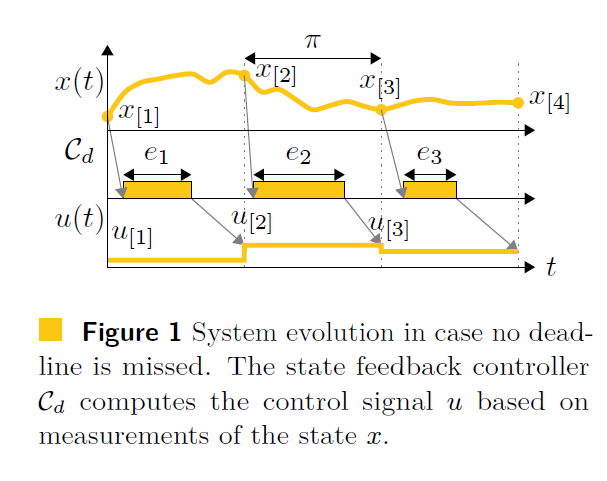 π
x(t)
x[1]
x[2]
x[3]
x[4]
𝒞d
e1
e2
e3
u(t)
u[1]
u[2]
u[3]
t
Figure 1 System evolution in case no dead-
line is missed. The state feedback controller
𝒞d computes the control signal u based on
measurements of the state x.